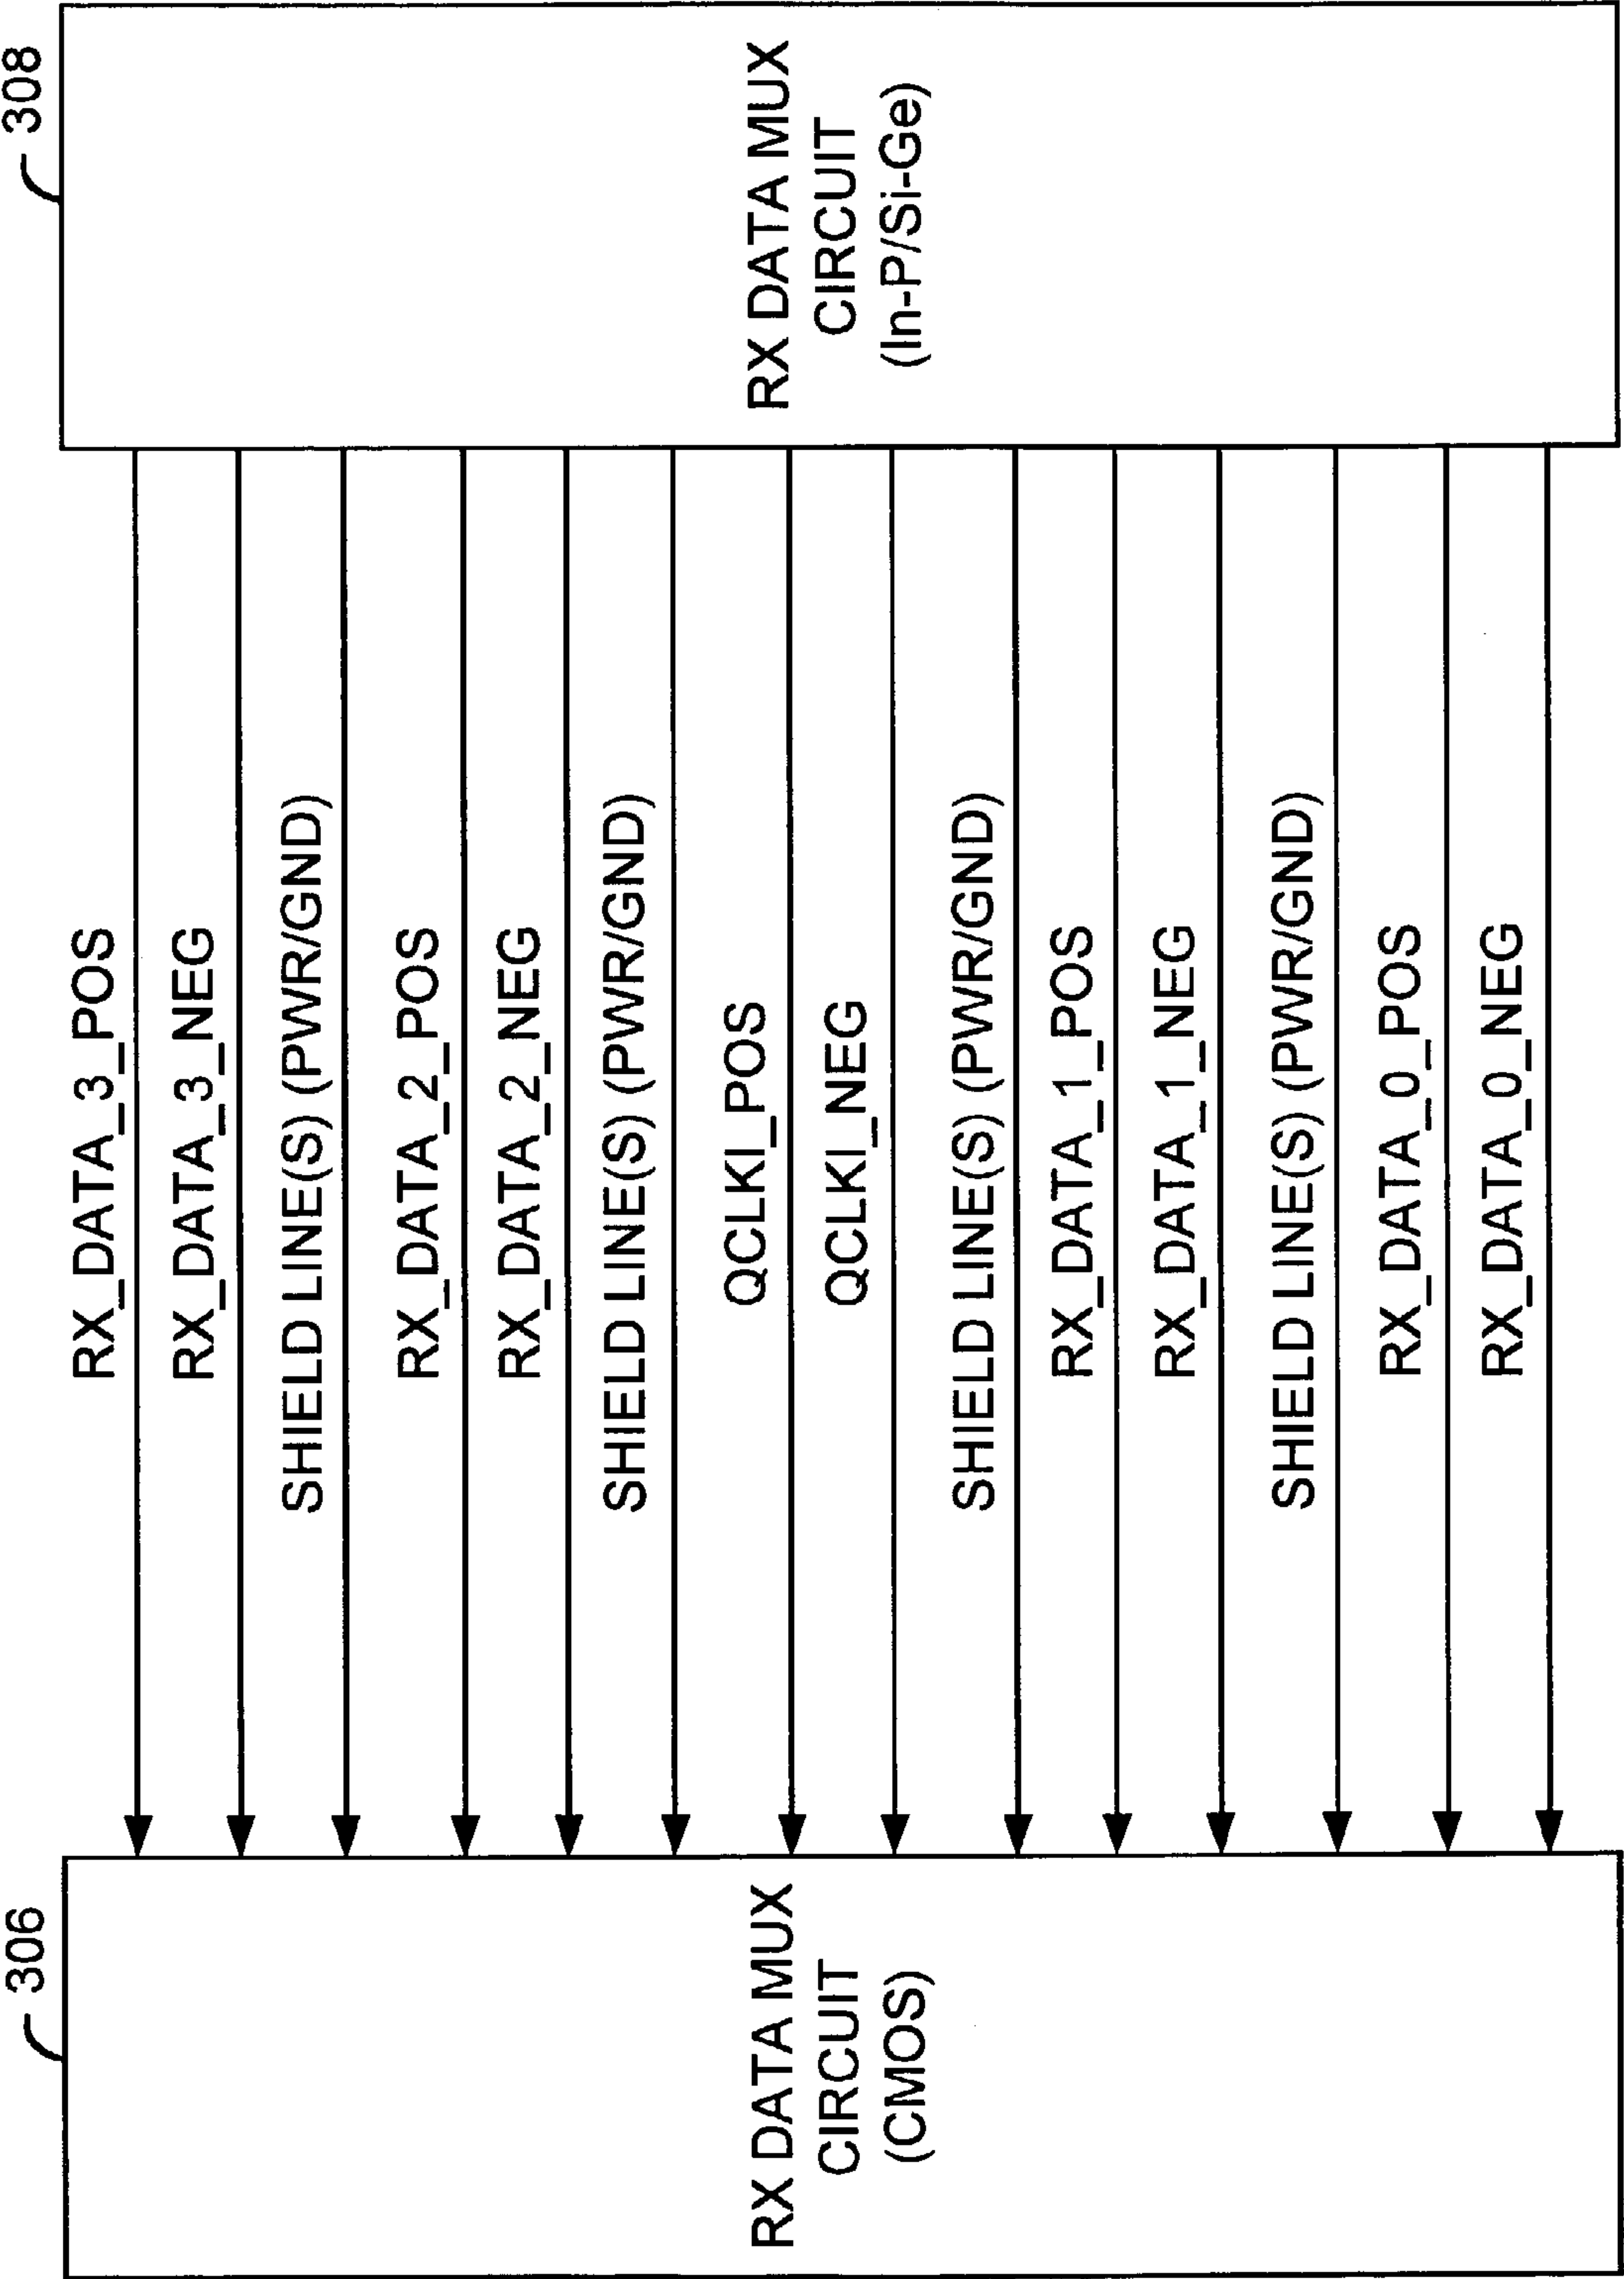 306
RX DATA MUX
CIRCUIT
(CMOS)
RX_DATA_3_POS
RX_DATA_3_NEG
SHIELD LINE(S) (PWR/GND)
RX_DATA_2_POS
RX_DATA_2_NEG
SHIELD LINE(S) (PWR/GND)
QCLKI_POS
QCLKI_NEG
SHIELD LINE(S) (PWR/GND)
RX_DATA_1_POS
RX_DATA_1_NEG
SHIELD LINE(S) (PWR/GND)
RX_DATA_0_POS
RX_DATA_0_NEG
308
RX DATA MUX
CIRCUIT
(In-P/Si-Ge)